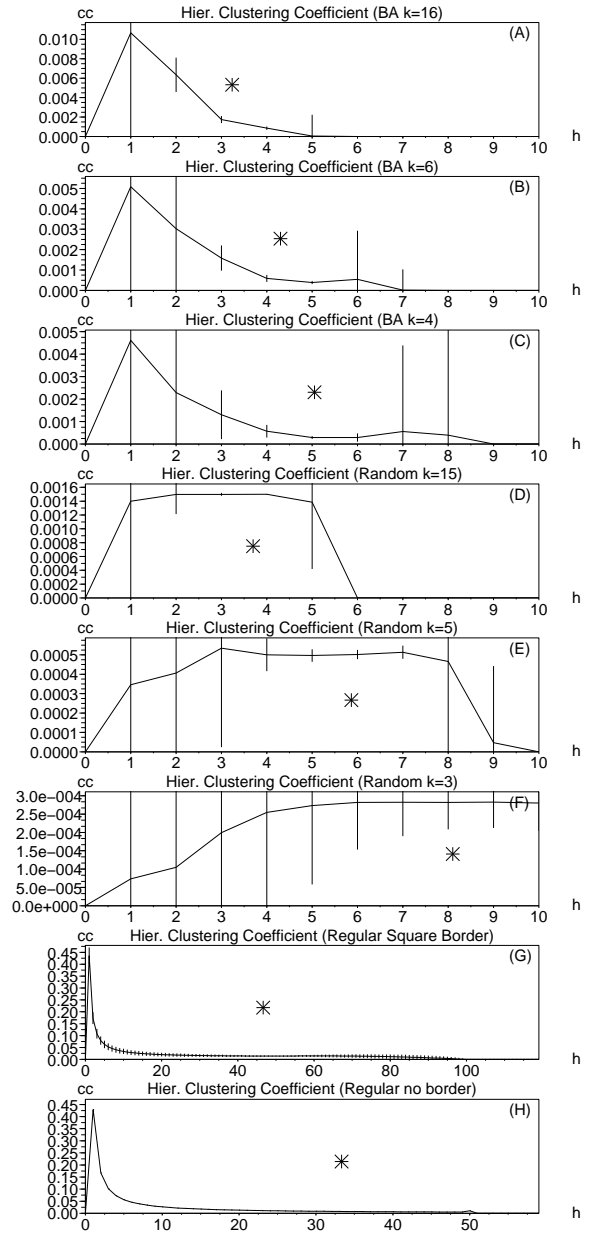 cc Hier. Clustering Coefficient (BA k=16)
(A)
0.010
0.008
0.006
0.004
0.002
0.000
0 1 2 3 4 5 6 7 8 9 10 h
cc Hier. Clustering Coefficient (BA k=6)
(B)
0.005
0.004
0.003
0.002
0.001
0.000
0 1 2 3 4 5 6 7 8 9 10 h
cc Hier. Clustering Coefficient (BA k=4)
(C)
0.005
0.004
0.003
0.002
0.001
0.000
0 1 2 3 4 5 6 7 8 9 10 h
cc Hier. Clustering Coefficient (Random k=15)
(D)
0.0016
0.0014
0.0012
0.0010
0.0008
0.0006
0.0004
0.0002
0.0000
0 1 2 3 4 5 6 7 8 9 10 h
cc Hier. Clustering Coefficient (Random k=5)
(E)
0.0005
0.0004
0.0003
0.0002
0.0001
0.0000
0 1 2 3 4 5 6 7 8 9 10 h
cc Hier. Clustering Coefficient (Random k=3)
(F)
3.0e−004
2.5e−004
2.0e−004
1.5e−004
1.0e−004
5.0e−005
0.0e+000
0 1 2 3 4 5 6 7 8 9 10 h
cc Hier. Clustering Coefficient (Regular Square Border)
(G)
0.45
0.40
0.35
0.30
0.25
0.20
0.15
0.10
0.05
0.00
0 20 40 60 80 100 h
cc Hier. Clustering Coefficient (Regular no border)
(H)
0.45
0.40
0.35
0.30
0.25
0.20
0.15
0.10
0.05
0.00
0 10 20 30 40 50 h